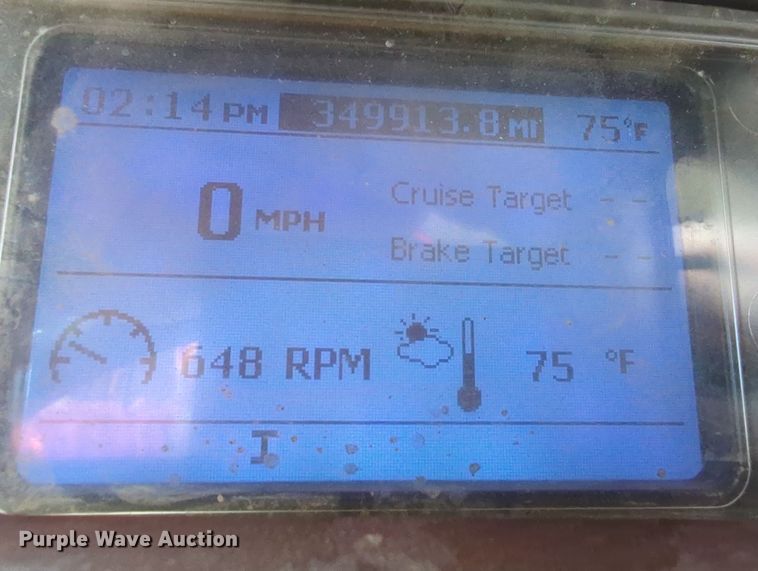 02:14 PM 349913.8 MI 75°F
0 MPH
Cruise Target - -
Brake Target - -
648 RPM 75 °F
I
Purple Wave Auction